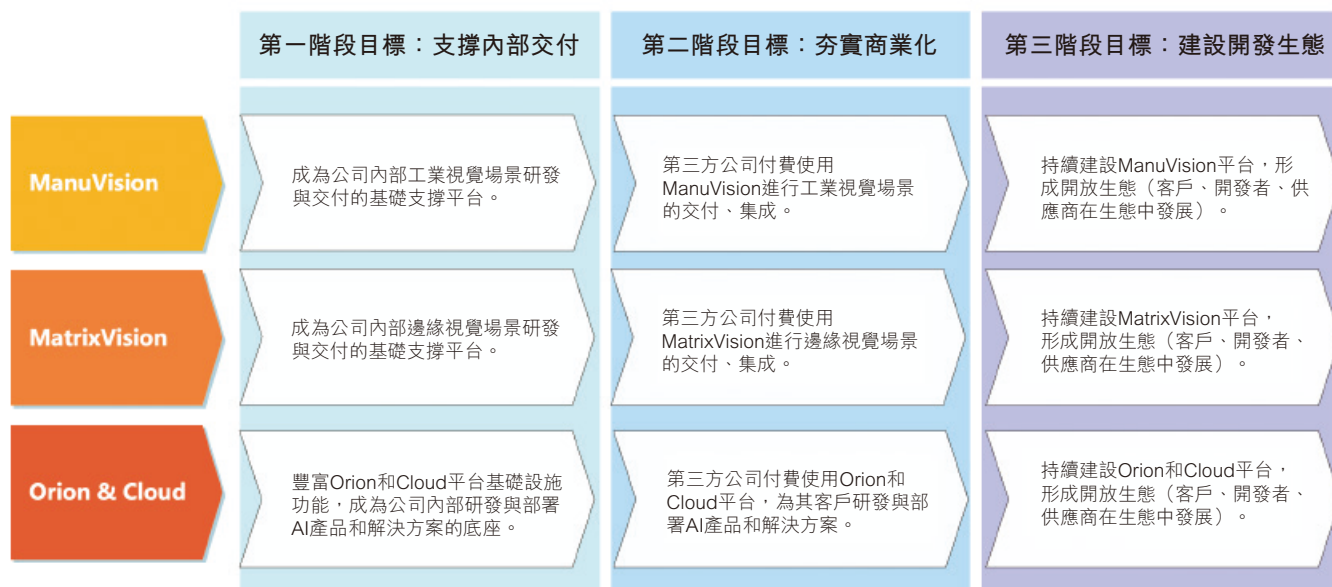 第一階段目標：支撐內部交付
第二階段目標：夯實商業化
第三階段目標：建設開發生態
ManuVision
成為公司內部工業視覺場景研發
與交付的基礎支撐平台。
第三方公司付費使用
ManuVision進行工業視覺場景
的交付、集成。
持續建設ManuVision平台，形
成開放生態（客戶、開發者、供
應商在生態中發展）。
MatrixVision
成為公司內部邊緣視覺場景研發
與交付的基礎支撐平台。
第三方公司付費使用
MatrixVision進行邊緣視覺場景
的交付、集成。
持續建設MatrixVision平台，
形成開放生態（客戶、開發者、
供應商在生態中發展）。
Orion & Cloud
豐富Orion和Cloud平台基礎設施
功能，成為公司內部研發與部署
AI產品和解決方案的底座。
第三方公司付費使用Orion和
Cloud平台，為其客戶研發與部
署AI產品和解決方案。
持續建設Orion和Cloud平台，
形成開放生態（客戶、開發者、
供應商在生態中發展）。